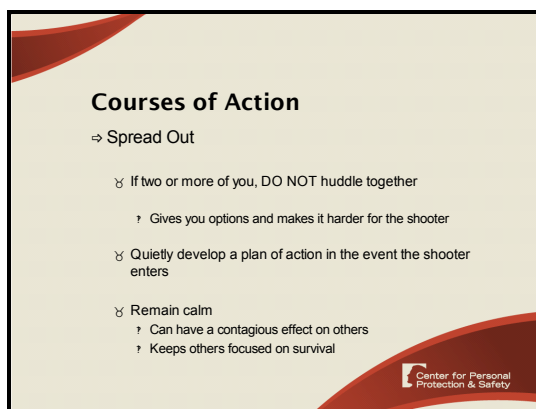 Courses of Action
⇨ Spread Out
♉ If two or more of you, DO NOT huddle together
‽ Gives you options and makes it harder for the shooter
♉ Quietly develop a plan of action in the event the shooter
enters
♉ Remain calm
‽ Can have a contagious effect on others
‽ Keeps others focused on survival
Center for Personal
Protection & Safety